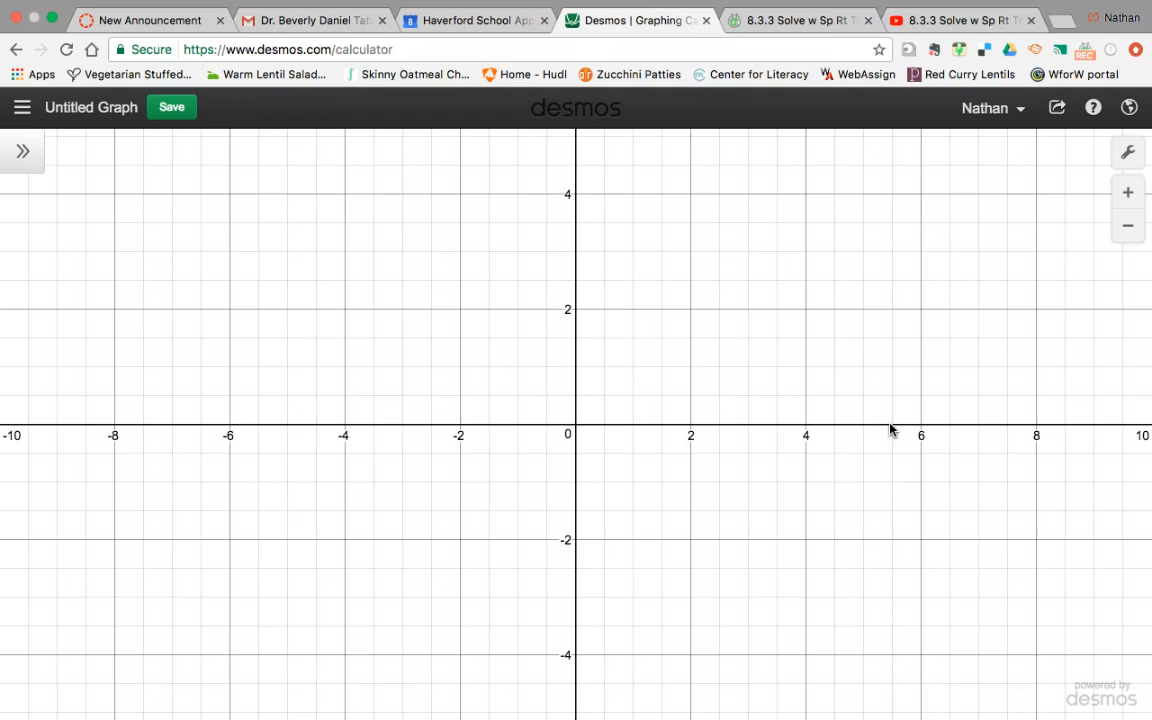 New Announcement Dr. Beverly Daniel Tat Haverford School App Desmos | Graphing Ca 8.3.3 Solve w Sp Rt T 8.3.3 Solve w Sp Rt T Nathan
Secure https://www.desmos.com/calculator
REC
Apps Vegetarian Stuffed... Warm Lentil Salad... Skinny Oatmeal Ch... Home - Hudl Zucchini Patties Center for Literacy WebAssign Red Curry Lentils WforW portal
Untitled Graph Save desmos Nathan
4
2
-10 -8 -6 -4 -2 0 2 4 6 8 10
-2
-4
powered by
desmos